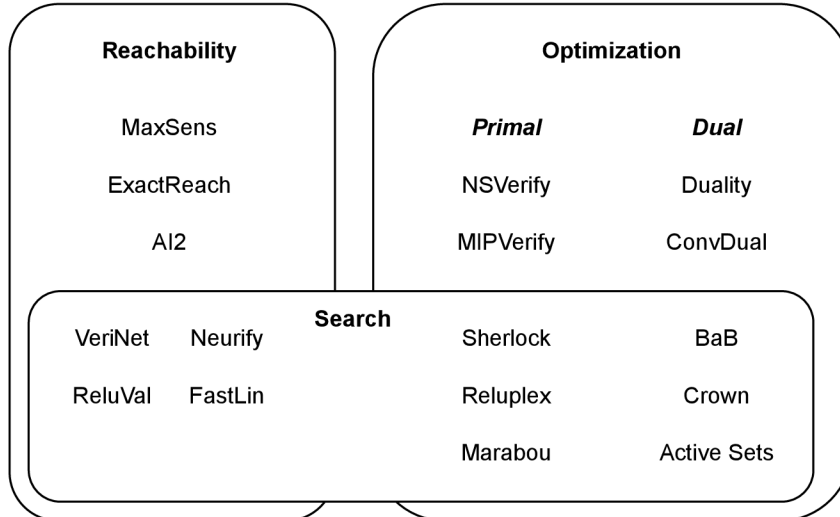 Reachability
MaxSens
ExactReach
AI2
Optimization
Primal
Dual
NSVerify
Duality
MIPVerify
ConvDual
Search
VeriNet
Neurify
ReluVal
FastLin
Sherlock
BaB
Reluplex
Crown
Marabou
Active Sets